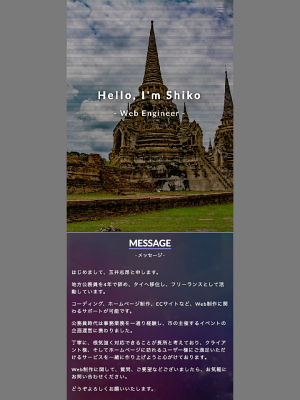 Hello, I'm Shiko
- Web Engineer -
MESSAGE
- メッセージ -
はじめまして、玉井志郎と申します。
地方公務員を4年で辞め、タイへ移住し、フリーランスとして活
動しています。
コーディング、ホームページ制作、ECサイトなど、Web制作に関
わるサポートが可能です。
公務員時代は事務業務を一通り経験し、市の主催するイベントの
企画運営に携わりました。
丁寧に、根気強く対応できることが長所と考えており、クライア
ント様、そしてホームページに訪れるユーザー様にご満足いただ
けるサービスを一緒に作り上げようと心がけております。
Web制作に関して、質問、ご要望などございましたら、お気軽に
お問い合わせください。
どうぞよろしくお願いいたします。